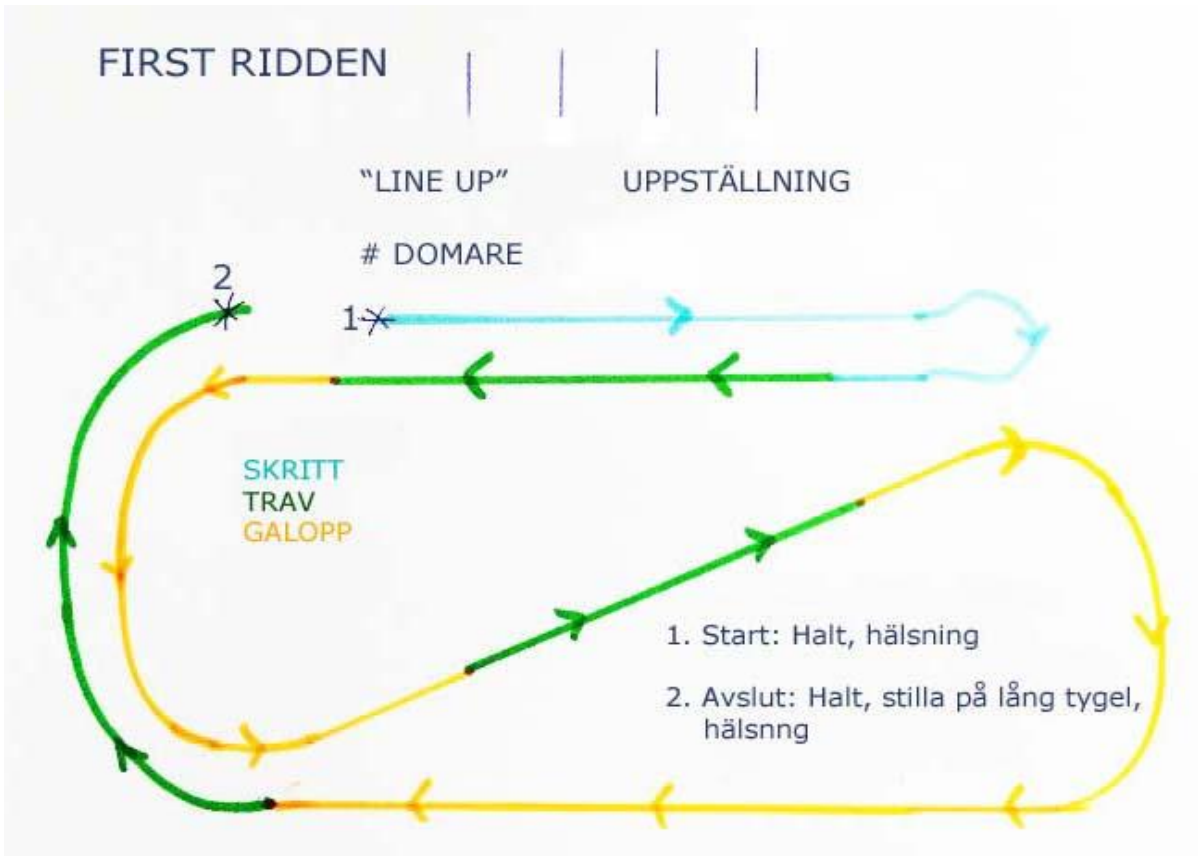 FIRST RIDDEN
"LINE UP" UPPSTÄLLNING
# DOMARE
2
1
SKRITT
TRAV
GALOPP
1. Start: Halt, hälsning
2. Avslut: Halt, stilla på lång tygel,
hälsnng